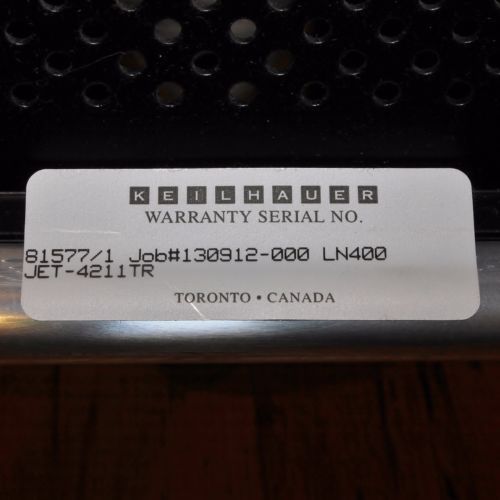 KEILHAUER
WARRANTY SERIAL NO.
81577/1 Job#130912-000 LN400
JET-4211TR
TORONTO • CANADA